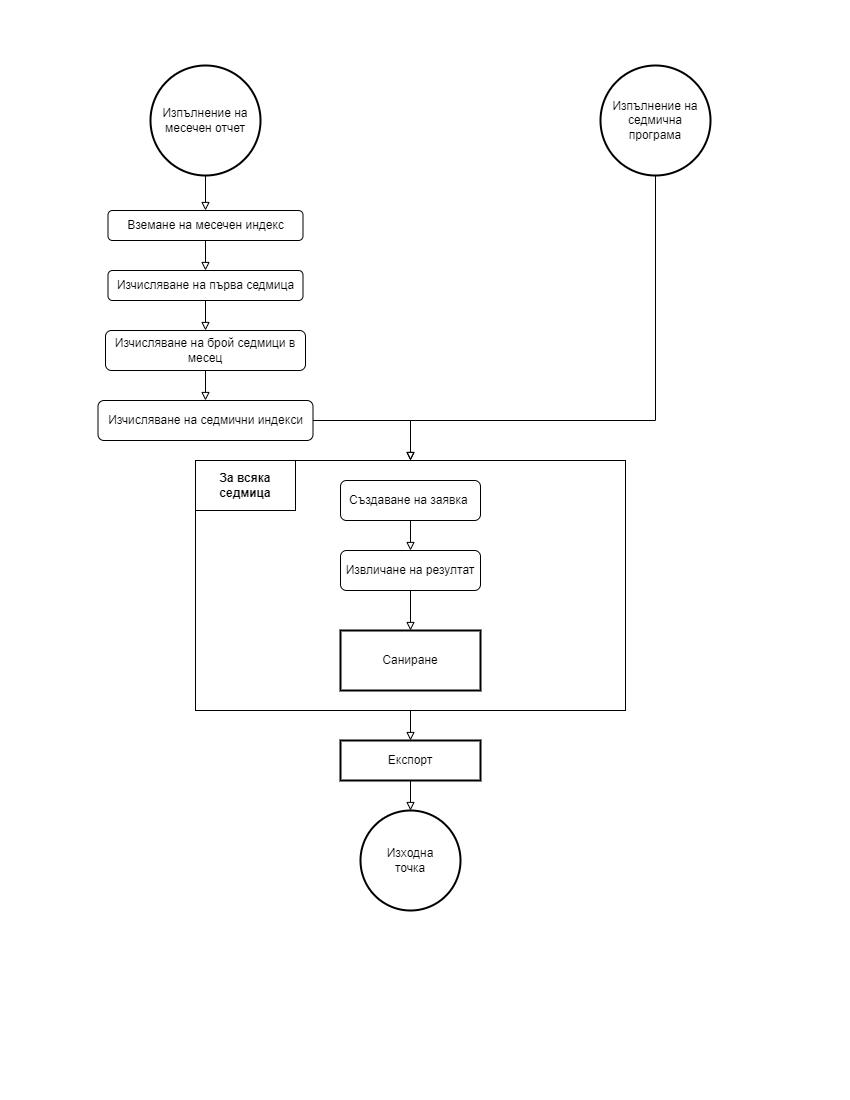 Изпълнение на
месечен отчет
Изпълнение на
седмична
програма
Вземане на месечен индекс
Изчисляване на първа седмица
Изчисляване на брой седмици в
месец
Изчисляване на седмични индекси
За всяка
седмица
Създаване на заявка
Извличане на резултат
Саниране
Експорт
Изходна
точка